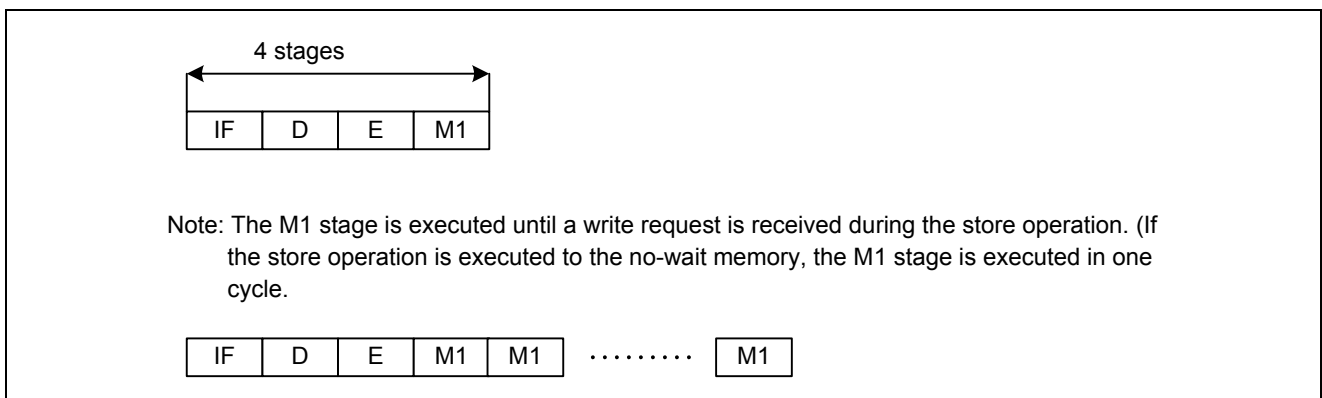 4 stages
IF D E M1
Note: The M1 stage is executed until a write request is received during the store operation. (If
the store operation is executed to the no-wait memory, the M1 stage is executed in one
cycle.
IF D E M1 M1 ········· M1